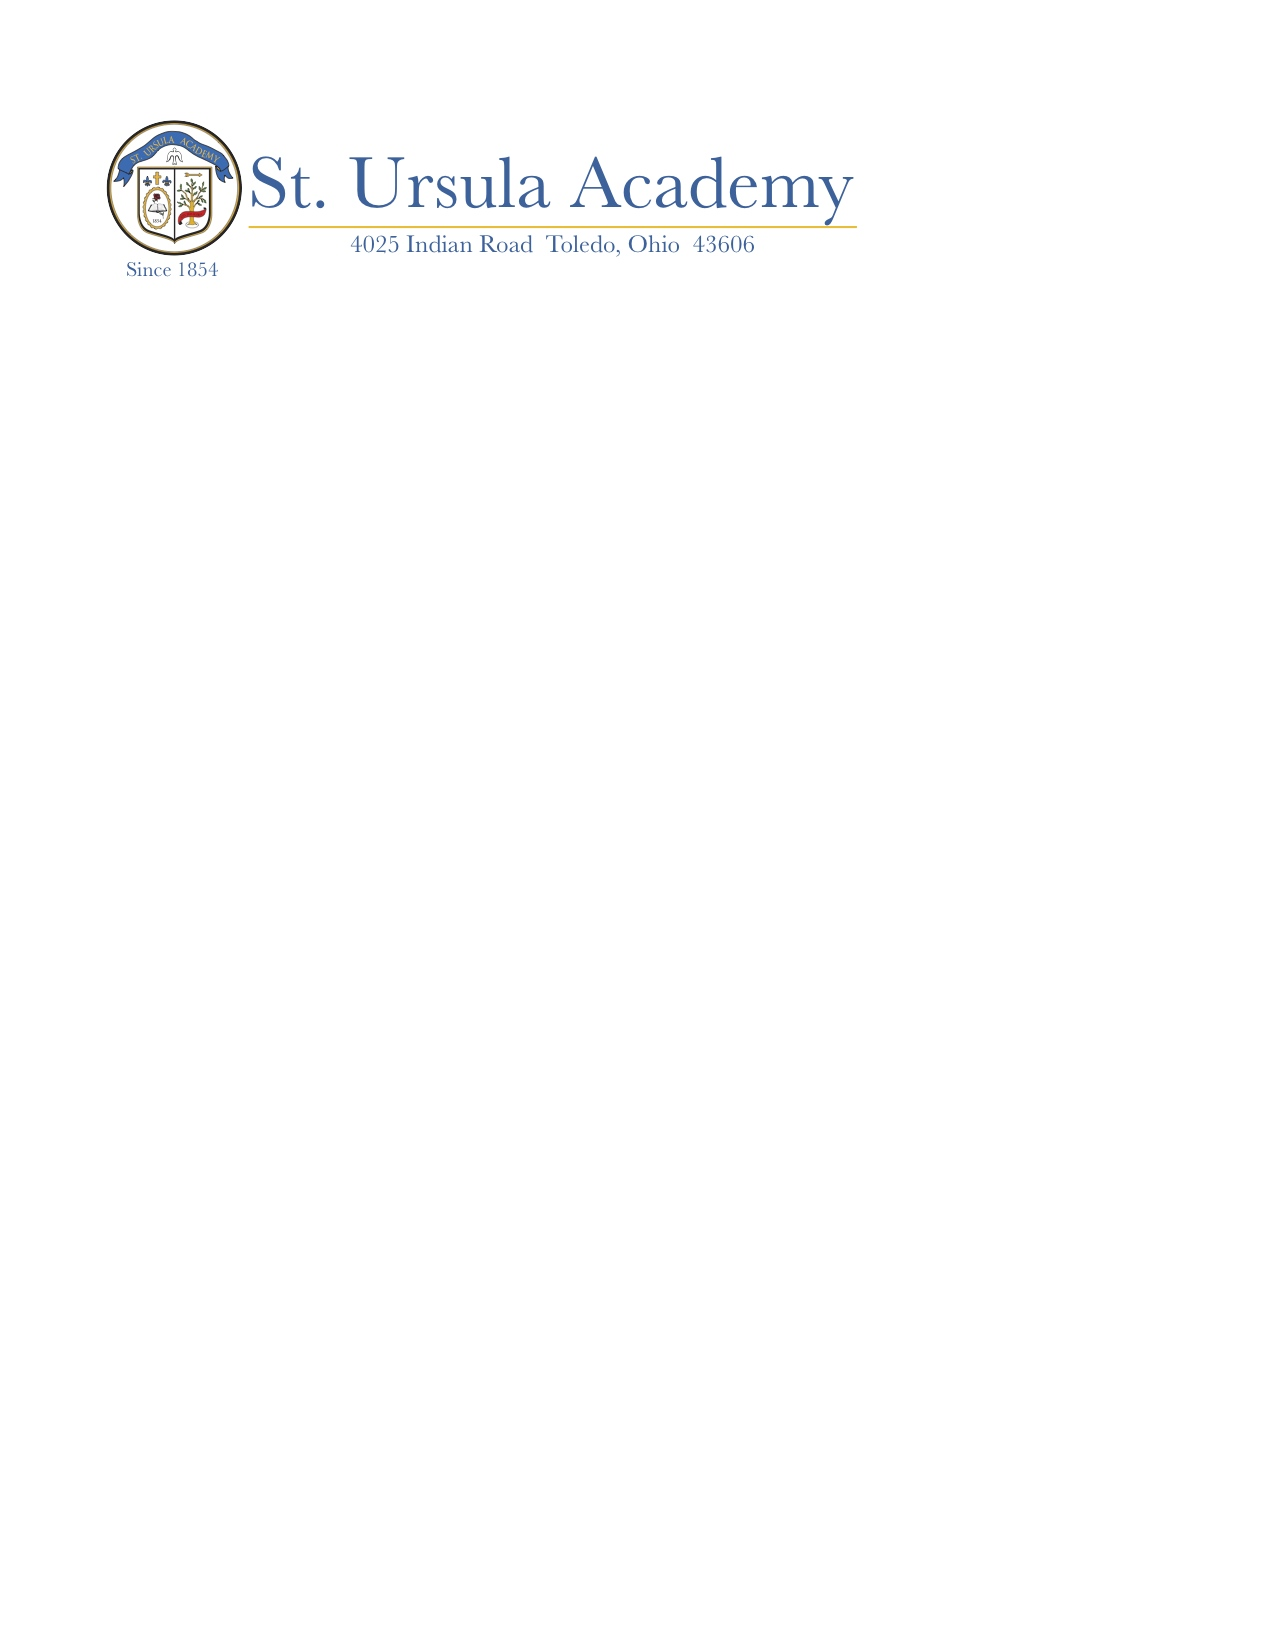 ST. URSULA ACADEMY
1854
St. Ursula Academy
4025 Indian Road  Toledo, Ohio  43606
Since 1854